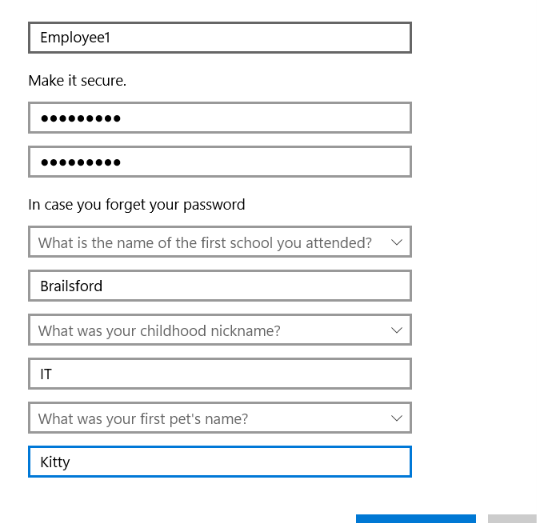 Employee1
Make it secure.
●●●●●●●●●
●●●●●●●●●
In case you forget your password
What is the name of the first school you attended?
Brailsford
What was your childhood nickname?
IT
What was your first pet's name?
Kitty